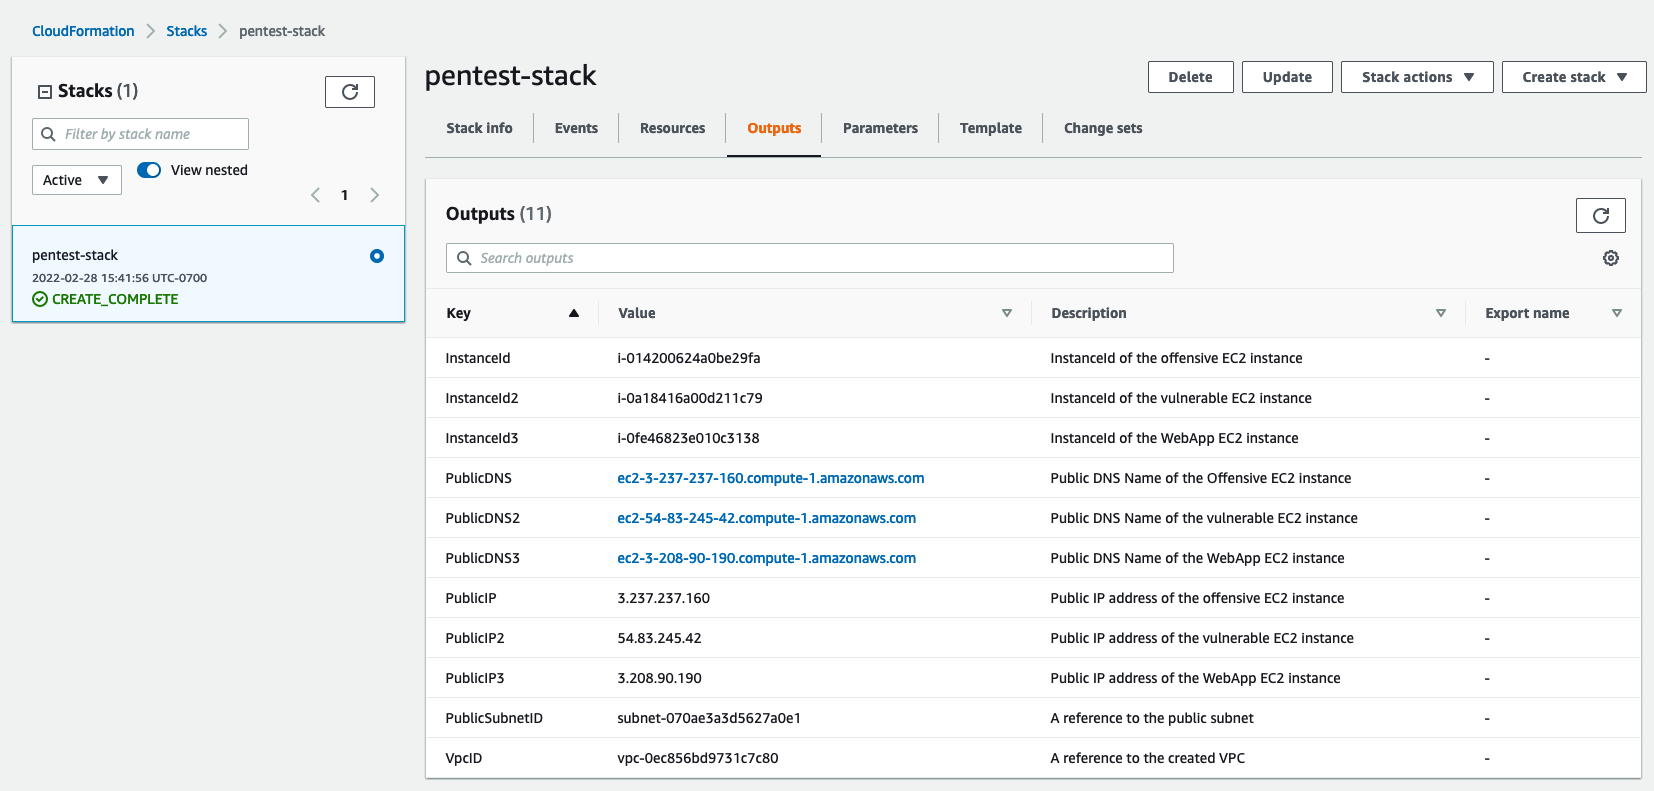 CloudFormation > Stacks > pentest-stack
Stacks (1)
Filter by stack name
Active
View nested
1
pentest-stack
2022-02-28 15:41:56 UTC-0700
CREATE_COMPLETE
pentest-stack
Delete Update Stack actions Create stack
Stack info Events Resources Outputs Parameters Template Change sets
Outputs (11)
Search outputs
Key Value Description Export name
InstanceId i-014200624a0be29fa InstanceId of the offensive EC2 instance -
InstanceId2 i-0a18416a00d211c79 InstanceId of the vulnerable EC2 instance -
InstanceId3 i-0fe46823e010c3138 InstanceId of the WebApp EC2 instance -
PublicDNS ec2-3-237-237-160.compute-1.amazonaws.com Public DNS Name of the Offensive EC2 instance -
PublicDNS2 ec2-54-83-245-42.compute-1.amazonaws.com Public DNS Name of the vulnerable EC2 instance -
PublicDNS3 ec2-3-208-90-190.compute-1.amazonaws.com Public DNS Name of the WebApp EC2 instance -
PublicIP 3.237.237.160 Public IP address of the offensive EC2 instance -
PublicIP2 54.83.245.42 Public IP address of the vulnerable EC2 instance -
PublicIP3 3.208.90.190 Public IP address of the WebApp EC2 instance -
PublicSubnetID subnet-070ae3a3d5627a0e1 A reference to the public subnet -
VpcID vpc-0ec856bd9731c7c80 A reference to the created VPC -